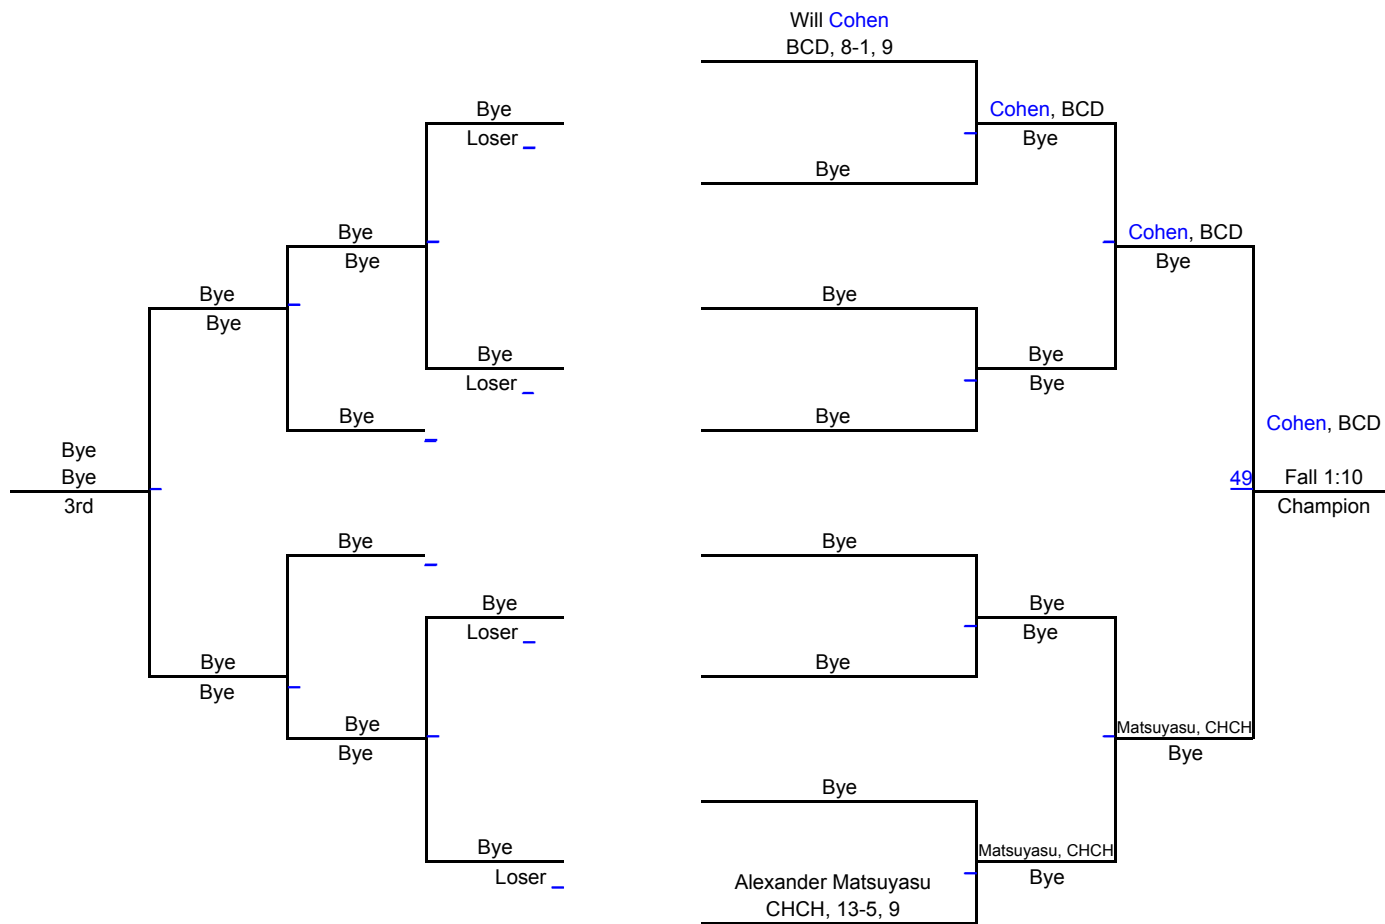 Will Cohen
BCD, 8-1, 9
Bye
Loser
Cohen, BCD
Bye
Bye
Bye
Bye
Cohen, BCD
Bye
Bye
Bye
Bye
Bye
Loser
Bye
Bye
Bye
Bye
Cohen, BCD
Bye
Bye
3rd
49
Fall 1:10
Champion
Bye
Bye
Bye
Loser
Bye
Bye
Bye
Bye
Bye
Bye
Bye
Matsuyasu, CHCH
Bye
Bye
Bye
Loser
Matsuyasu, CHCH
Bye
Alexander Matsuyasu
CHCH, 13-5, 9